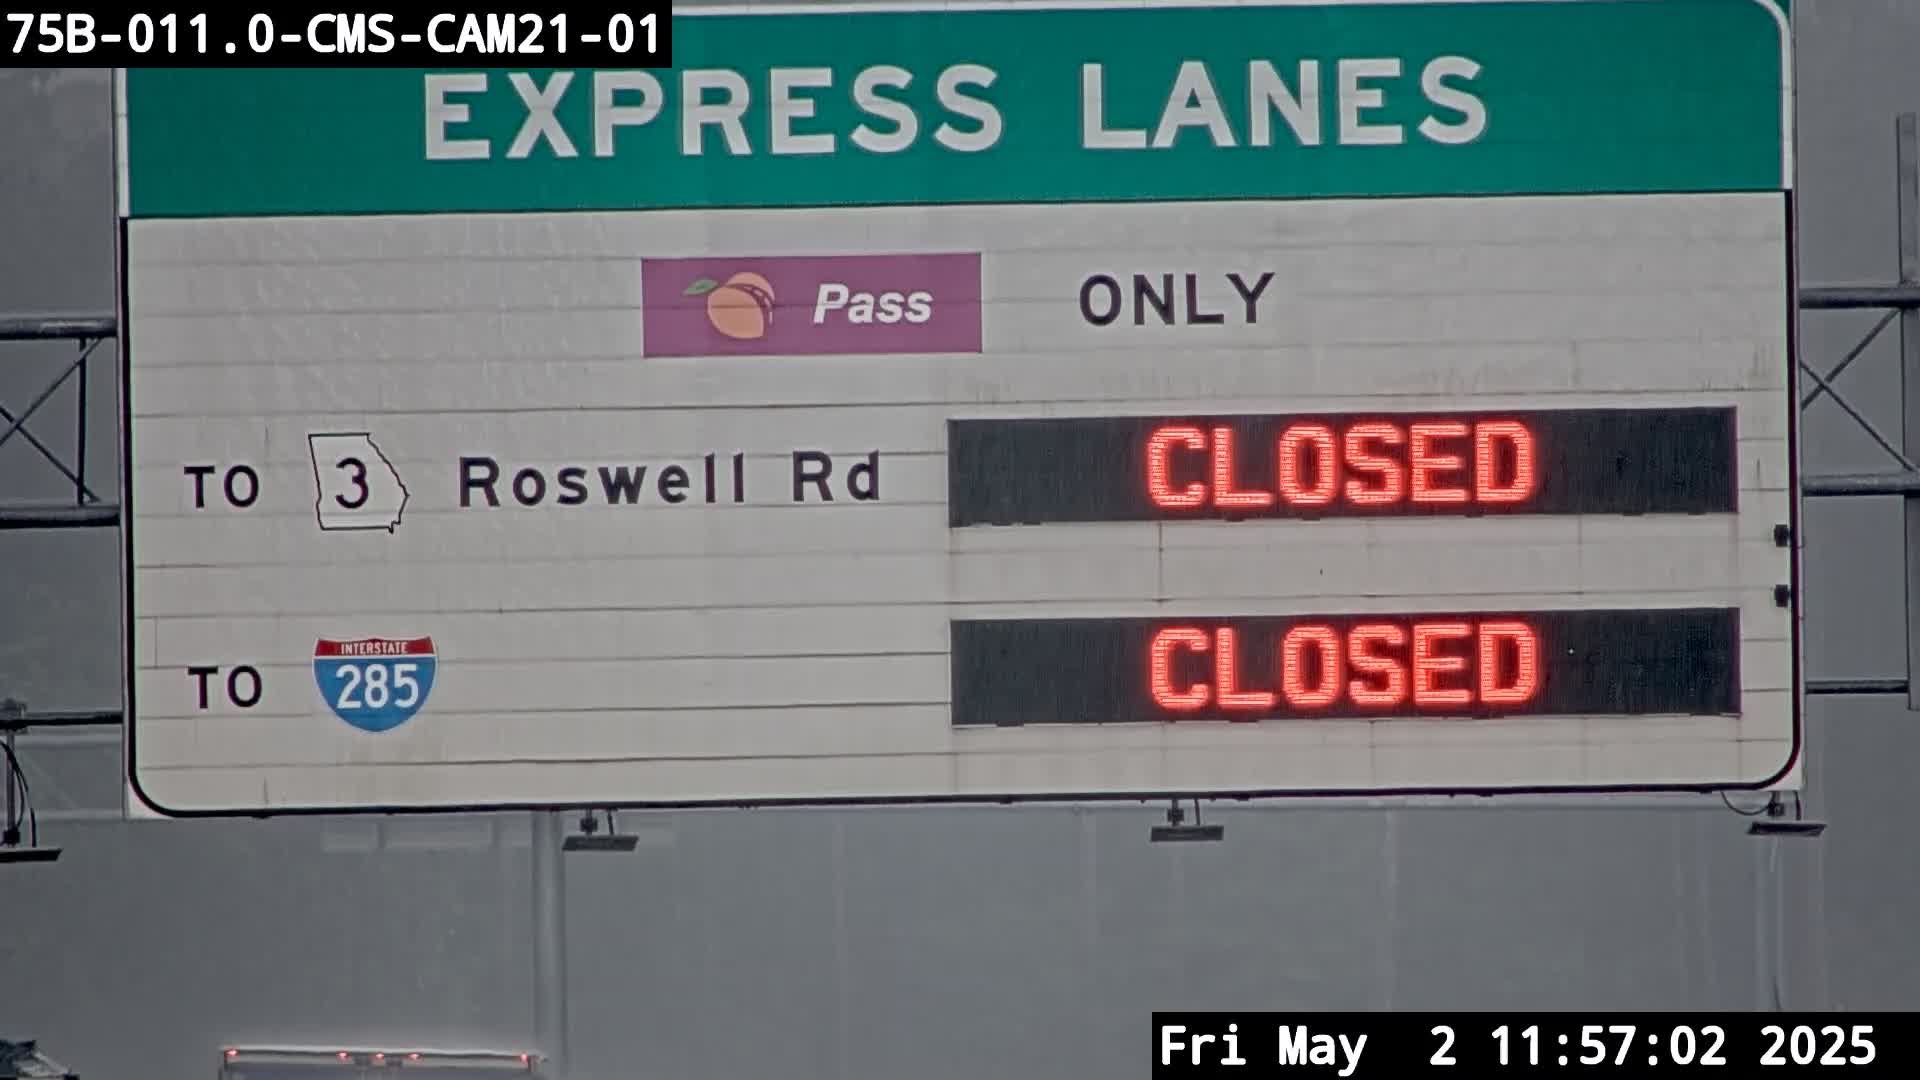 75B-011.0-CMS-CAM21-01
EXPRESS LANES
Pass ONLY
TO 3 Roswell Rd CLOSED
TO INTERSTATE 285 CLOSED
Fri May 2 11:57:02 2025